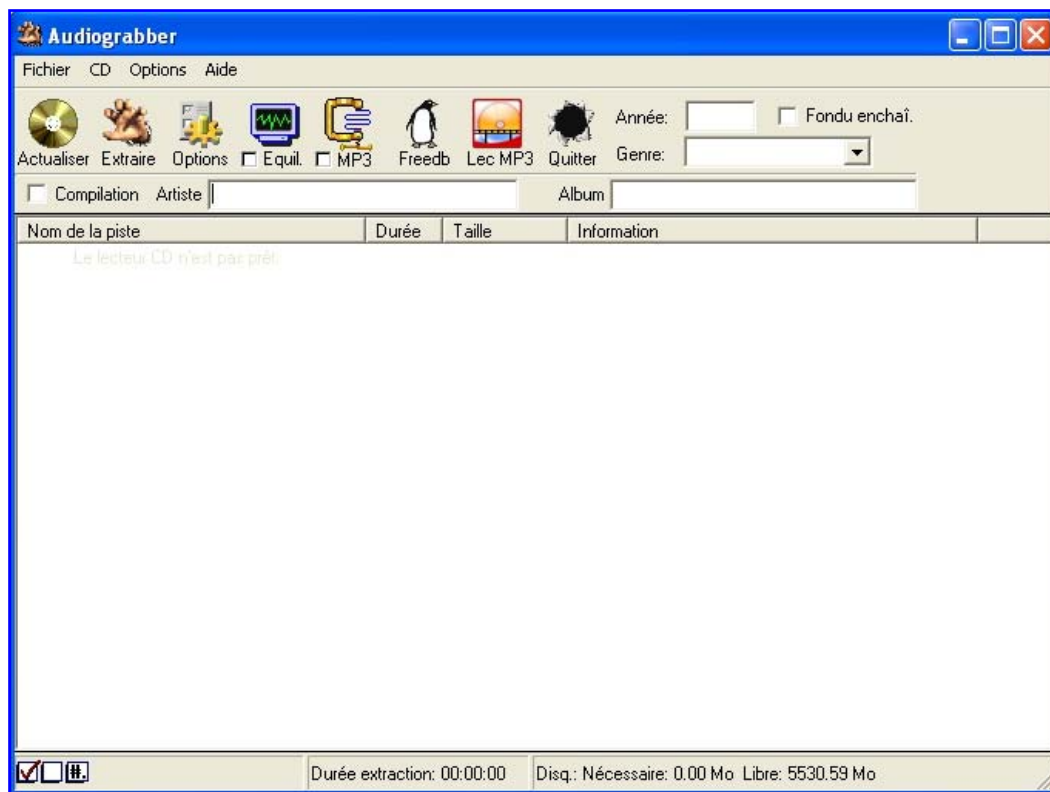 Audiograbber
Fichier CD Options Aide
Actualiser Extraire Options Equil. MP3 Freedb Lec MP3 Quitter
Année: Fondu enchaî.
Genre:
Compilation Artiste Album
Nom de la piste Durée Taille Information
Le lecteur CD n'est pas prêt.
#. Durée extraction: 00:00:00 Disq.: Nécessaire: 0.00 Mo Libre: 5530.59 Mo